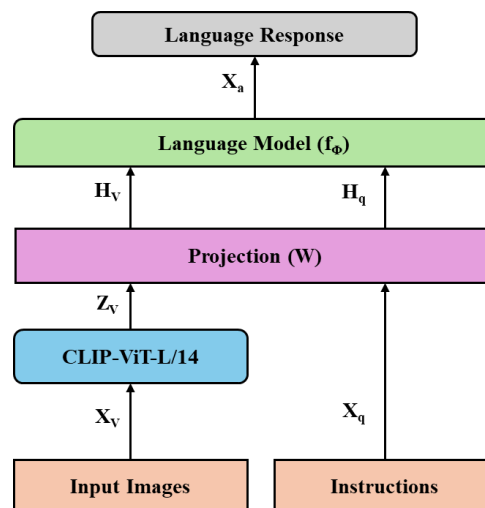 Language Response
Xa
Language Model (fΦ)
HV
Hq
Projection (W)
ZV
CLIP-ViT-L/14
XV
Xq
Input Images
Instructions